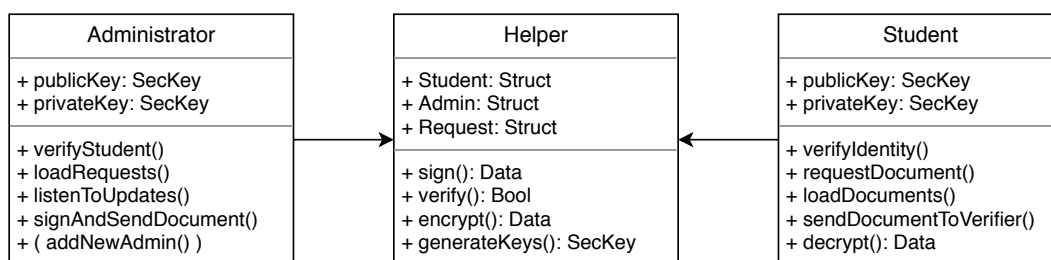 Administrator
+ publicKey: SecKey
+ privateKey: SecKey
+ verifyStudent()
+ loadRequests()
+ listenToUpdates()
+ signAndSendDocument()
+ ( addNewAdmin() )
Helper
+ Student: Struct
+ Admin: Struct
+ Request: Struct
+ sign(): Data
+ verify(): Bool
+ encrypt(): Data
+ generateKeys(): SecKey
Student
+ publicKey: SecKey
+ privateKey: SecKey
+ verifyIdentity()
+ requestDocument()
+ loadDocuments()
+ sendDocumentToVerifier()
+ decrypt(): Data